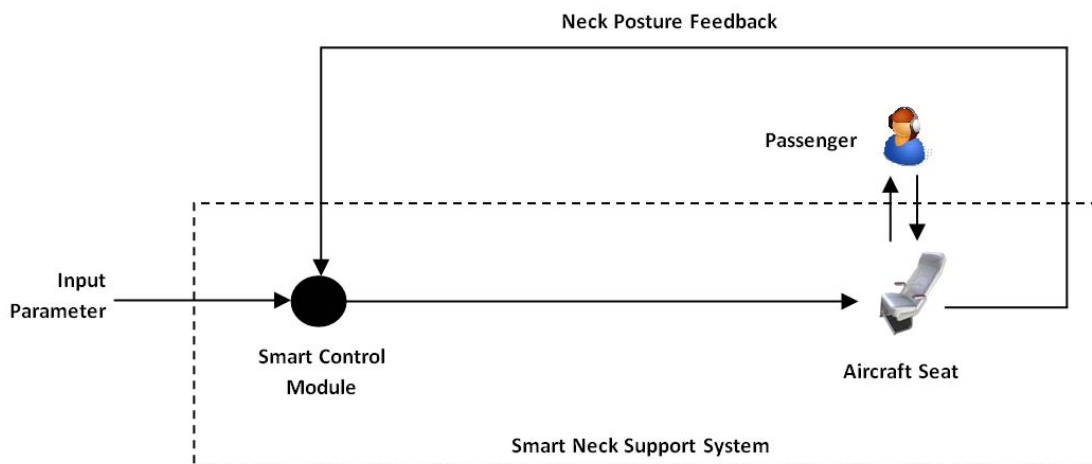 Neck Posture Feedback
Passenger
Input
Parameter
Smart Control
Module
Aircraft Seat
Smart Neck Support System